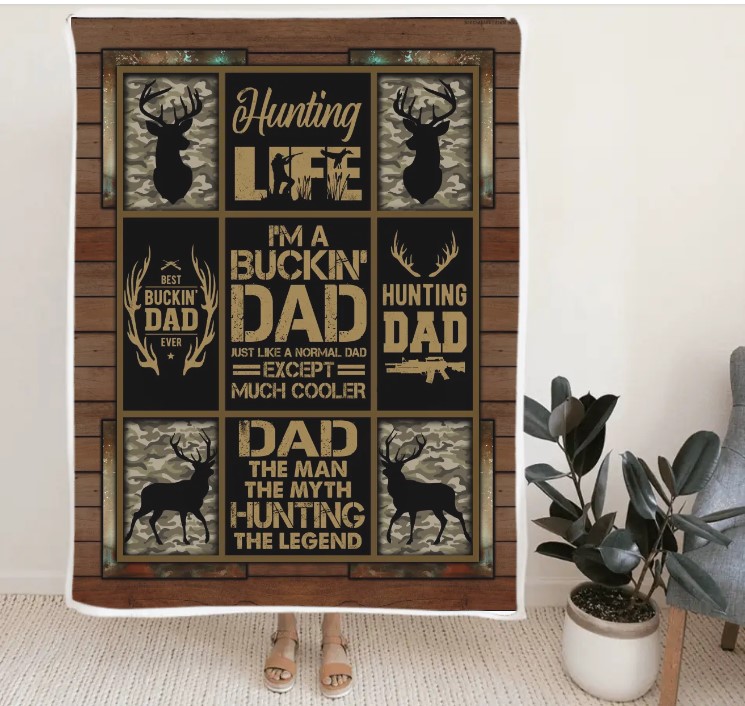 Hunting
LIFE
I'M A
BUCKIN'
DAD
JUST LIKE A NORMAL DAD
EXCEPT
MUCH COOLER
BEST
BUCKIN'
DAD
EVER
HUNTING
DAD
DAD
THE MAN
THE MYTH
HUNTING
THE LEGEND